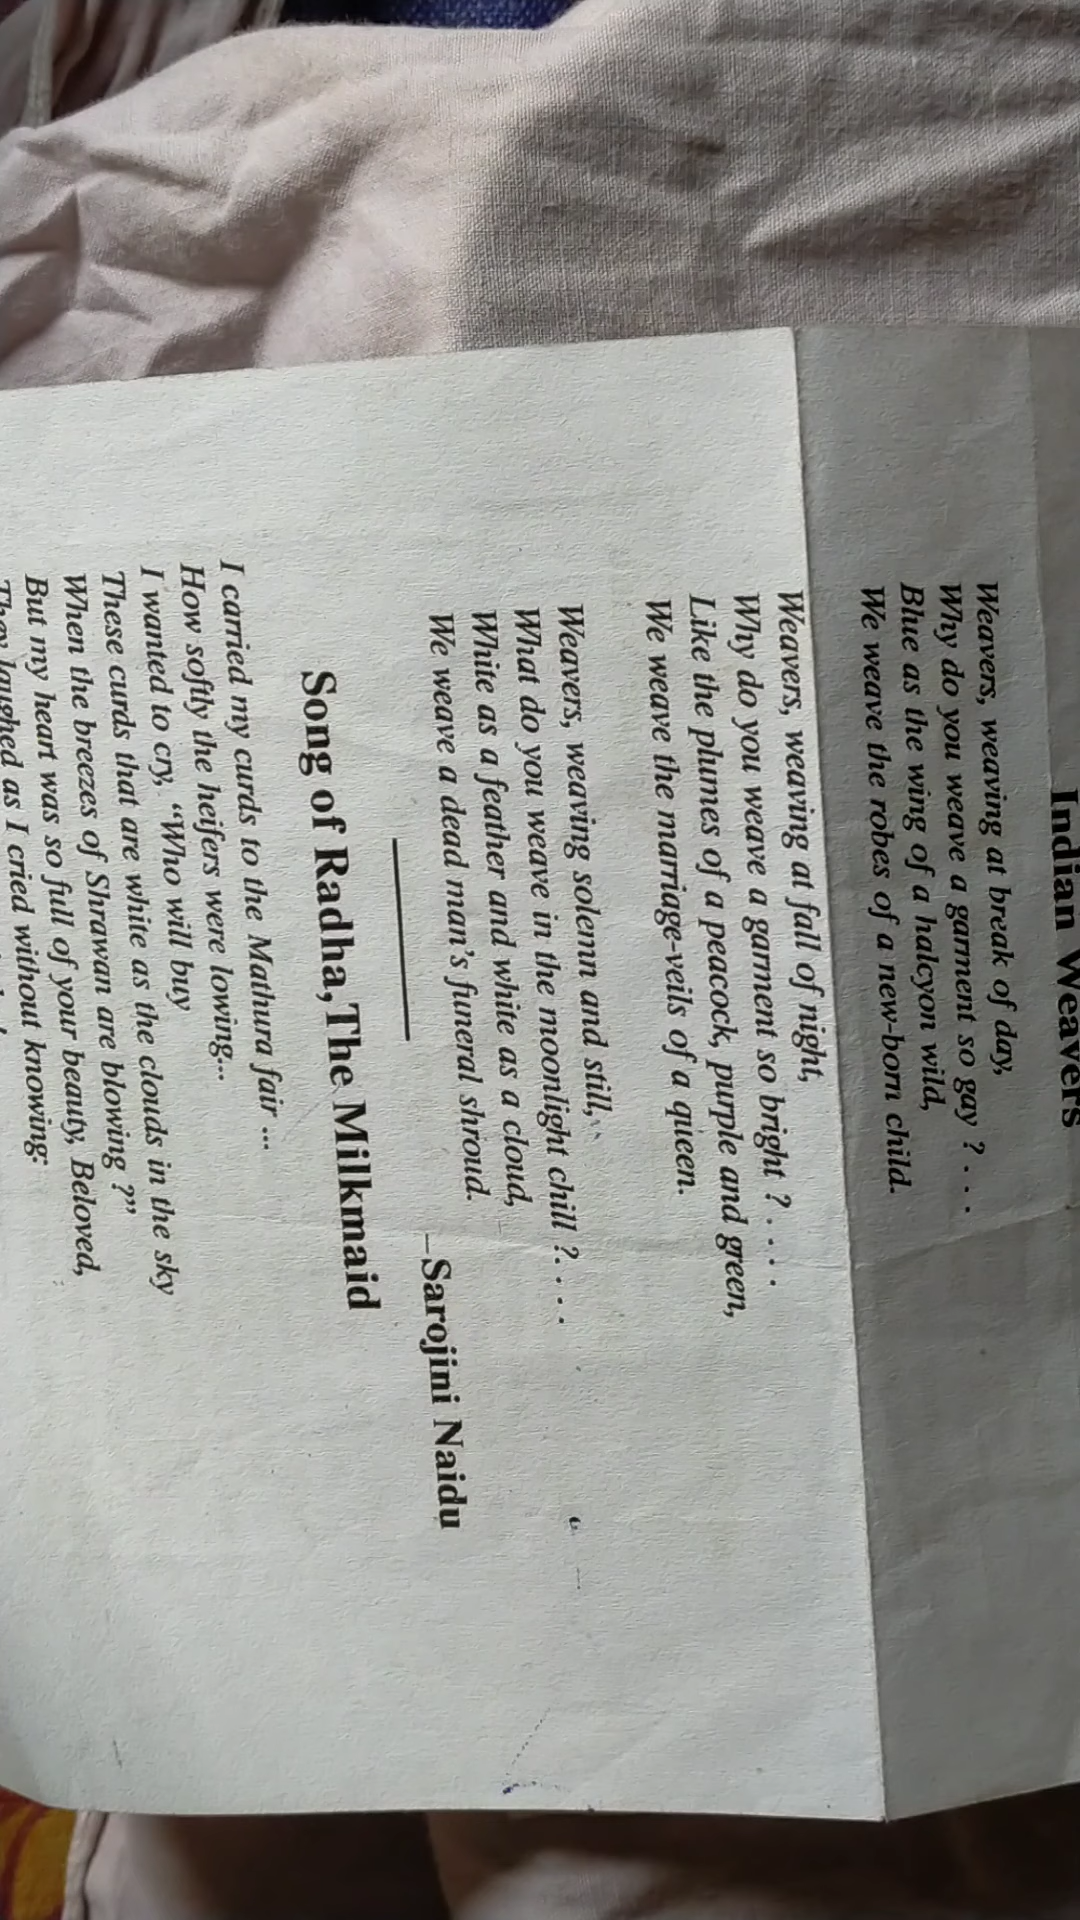 Indian Weavers
Weavers, weaving at break of day,
Why do you weave a garment so gay ? . . .
Blue as the wing of a halcyon wild,
We weave the robes of a new-born child.
Weavers, weaving at fall of night,
Why do you weave a garment so bright ? . . . .
Like the plumes of a peacock, purple and green,
We weave the marriage-veils of a queen.
Weavers, weaving solemn and still,
What do you weave in the moonlight chill ?. . . .
White as a feather and white as a cloud,
We weave a dead man's funeral shroud.
–Sarojini Naidu
Song of Radha, The Milkmaid
I carried my curds to the Mathura fair ...
How softly the heifers were lowing...
I wanted to cry, “Who will buy
These curds that are white as the clouds in the sky
When the breezes of Shrawan are blowing ?”
But my heart was so full of your beauty, Beloved,
They laughed as I cried without knowing: